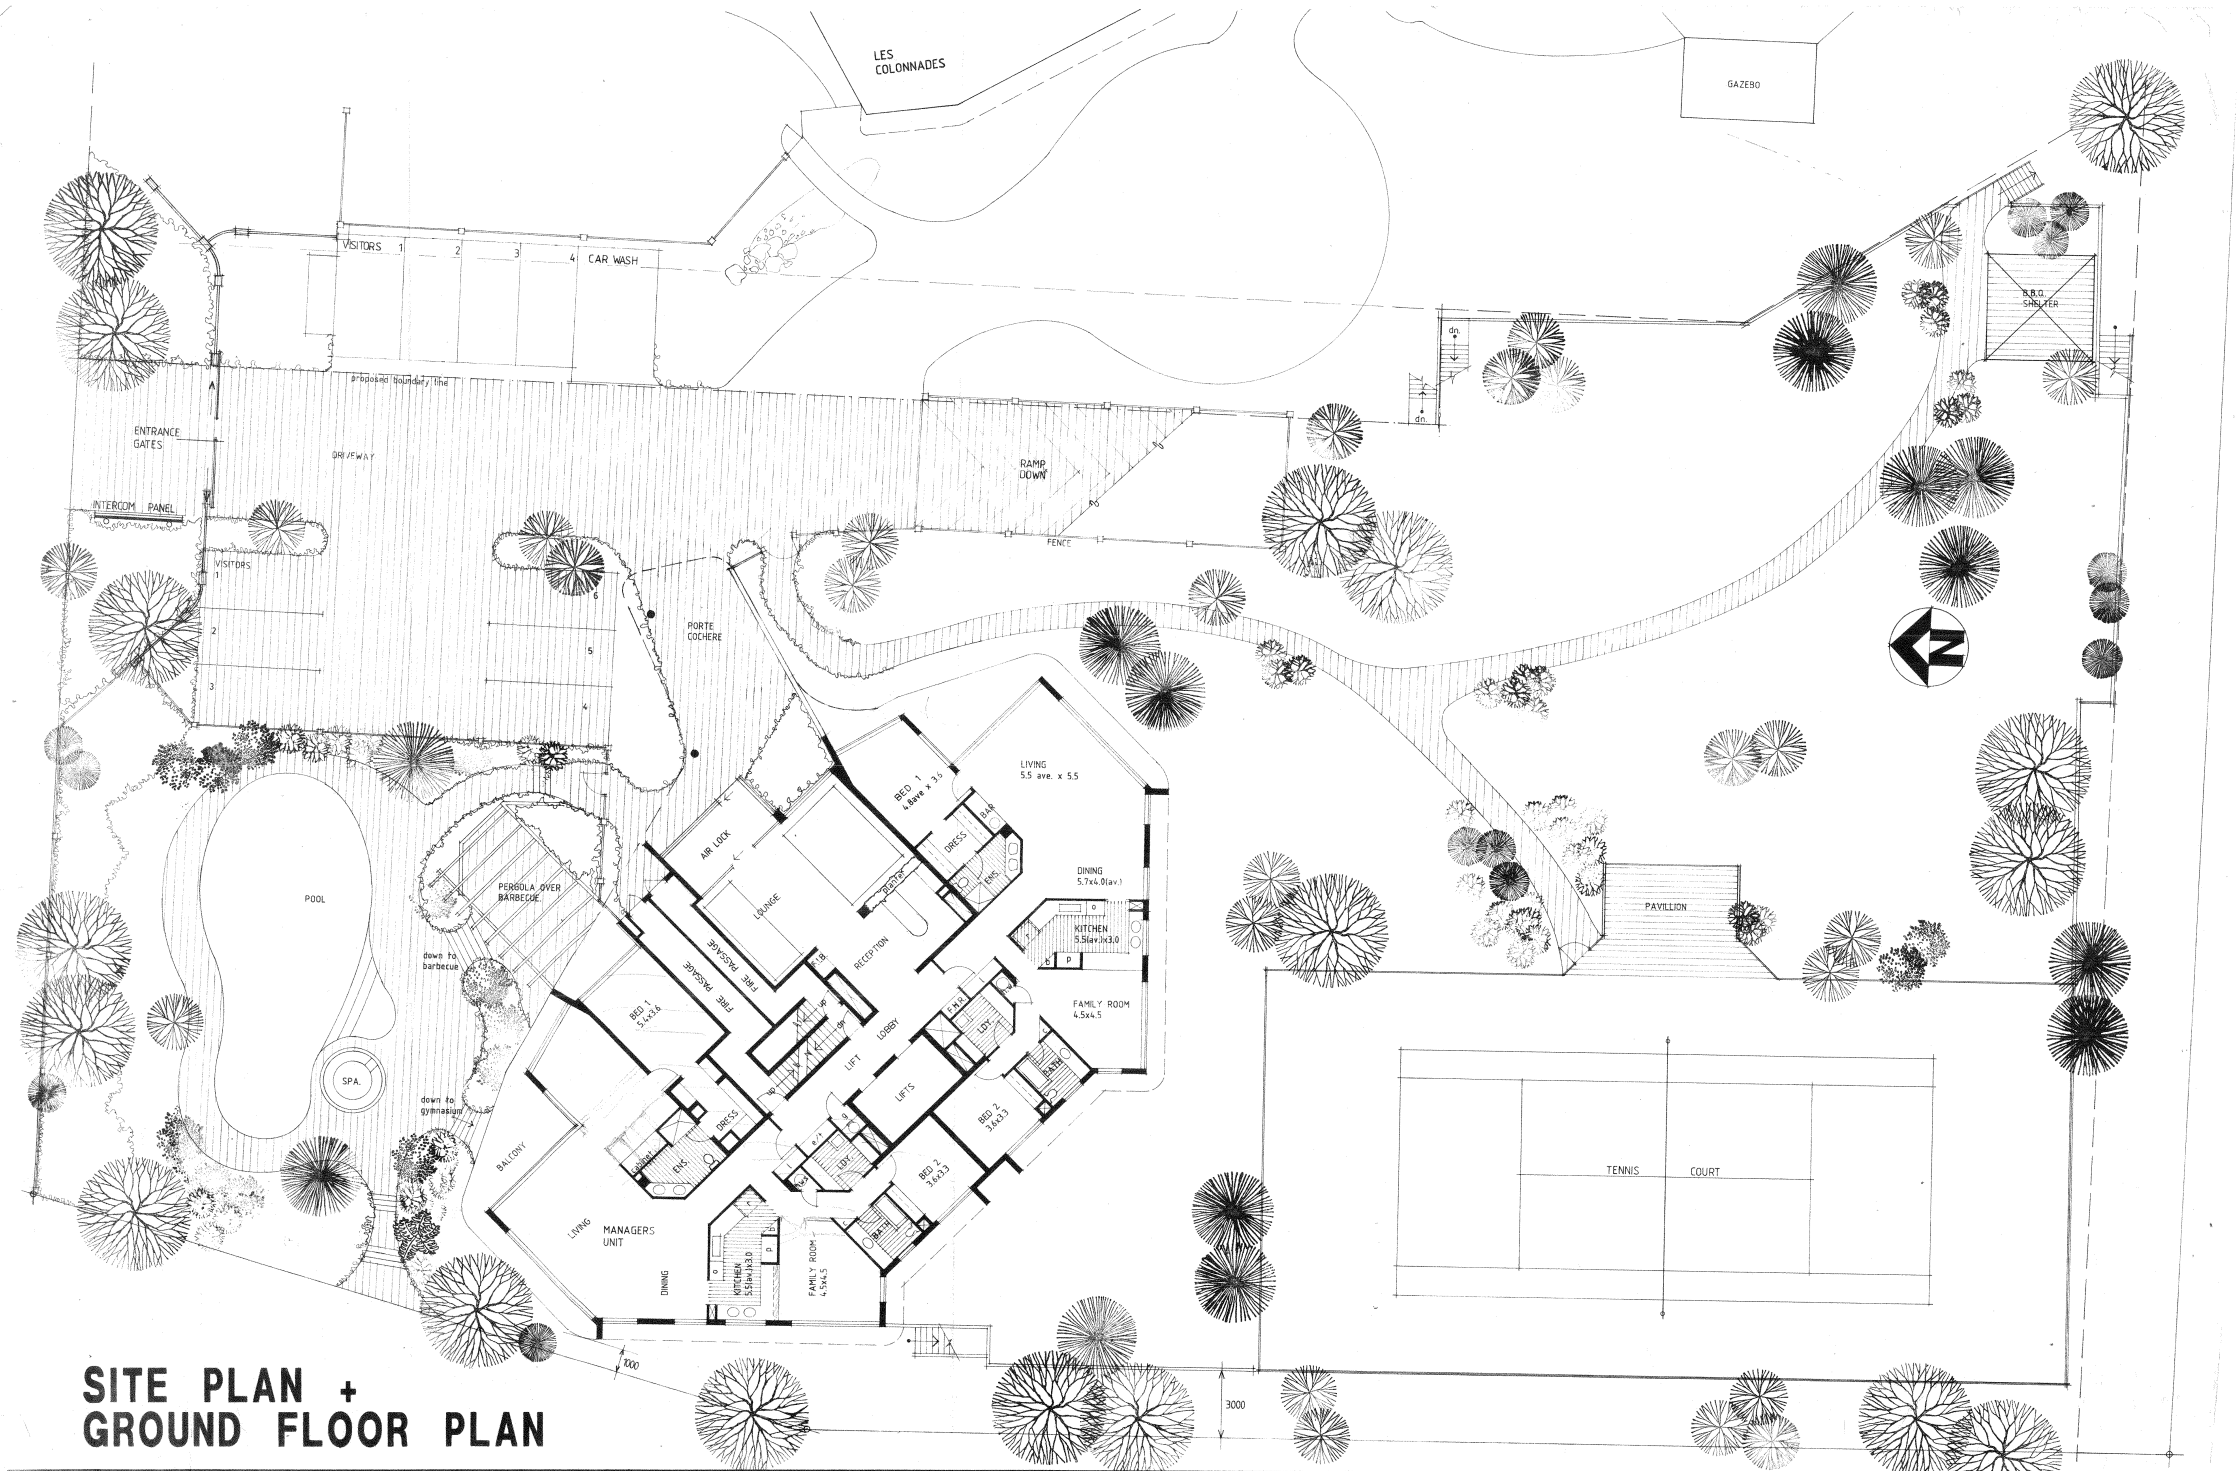 LES
COLONNADES
GAZEBO
VISITORS 1
2
3
4
CAR WASH
B.B.Q.
SHELTER
dn.
dn.
proposed boundary line
ENTRANCE
GATES
DRIVEWAY
RAMP
DOWN
INTERCOM PANEL
FENCE
VISITORS
1
2
3
6
5
4
PORTE
COCHERE
N
LIVING
5.5 ave. x 5.5
BED 1
4.8ave x 3.6
BAR
DRESS
ENS.
DINING
5.7x4.0(av.)
AIR LOCK
LOUNGE
planter
RECEPTION
PERGOLA OVER
BARBECUE.
POOL
KITCHEN
5.5(av.)x3.0
r
o
b
p
PAVILLION
down to
barbecue
FIRE PASSAGE
FIRE PASSAGE
up
dn
up
BED 1
5.4x3.6
F.H.R
LDY.
FAMILY ROOM
4.5x4.5
LIFT LOBBY
LIFTS
BATH
BED 2
3.6x3.3
SPA.
down to
gymnasium
DRESS
cabinet
ENS.
BALCONY
LDY.
BED 2
3.6x3.3
BATH
TENNIS COURT
LIVING
MANAGERS
UNIT
DINING
KITCHEN
5.5(av.)x3.0
r
b
p
o
FAMILY ROOM
4.5x4.5
1000
3000
SITE PLAN +
GROUND FLOOR PLAN